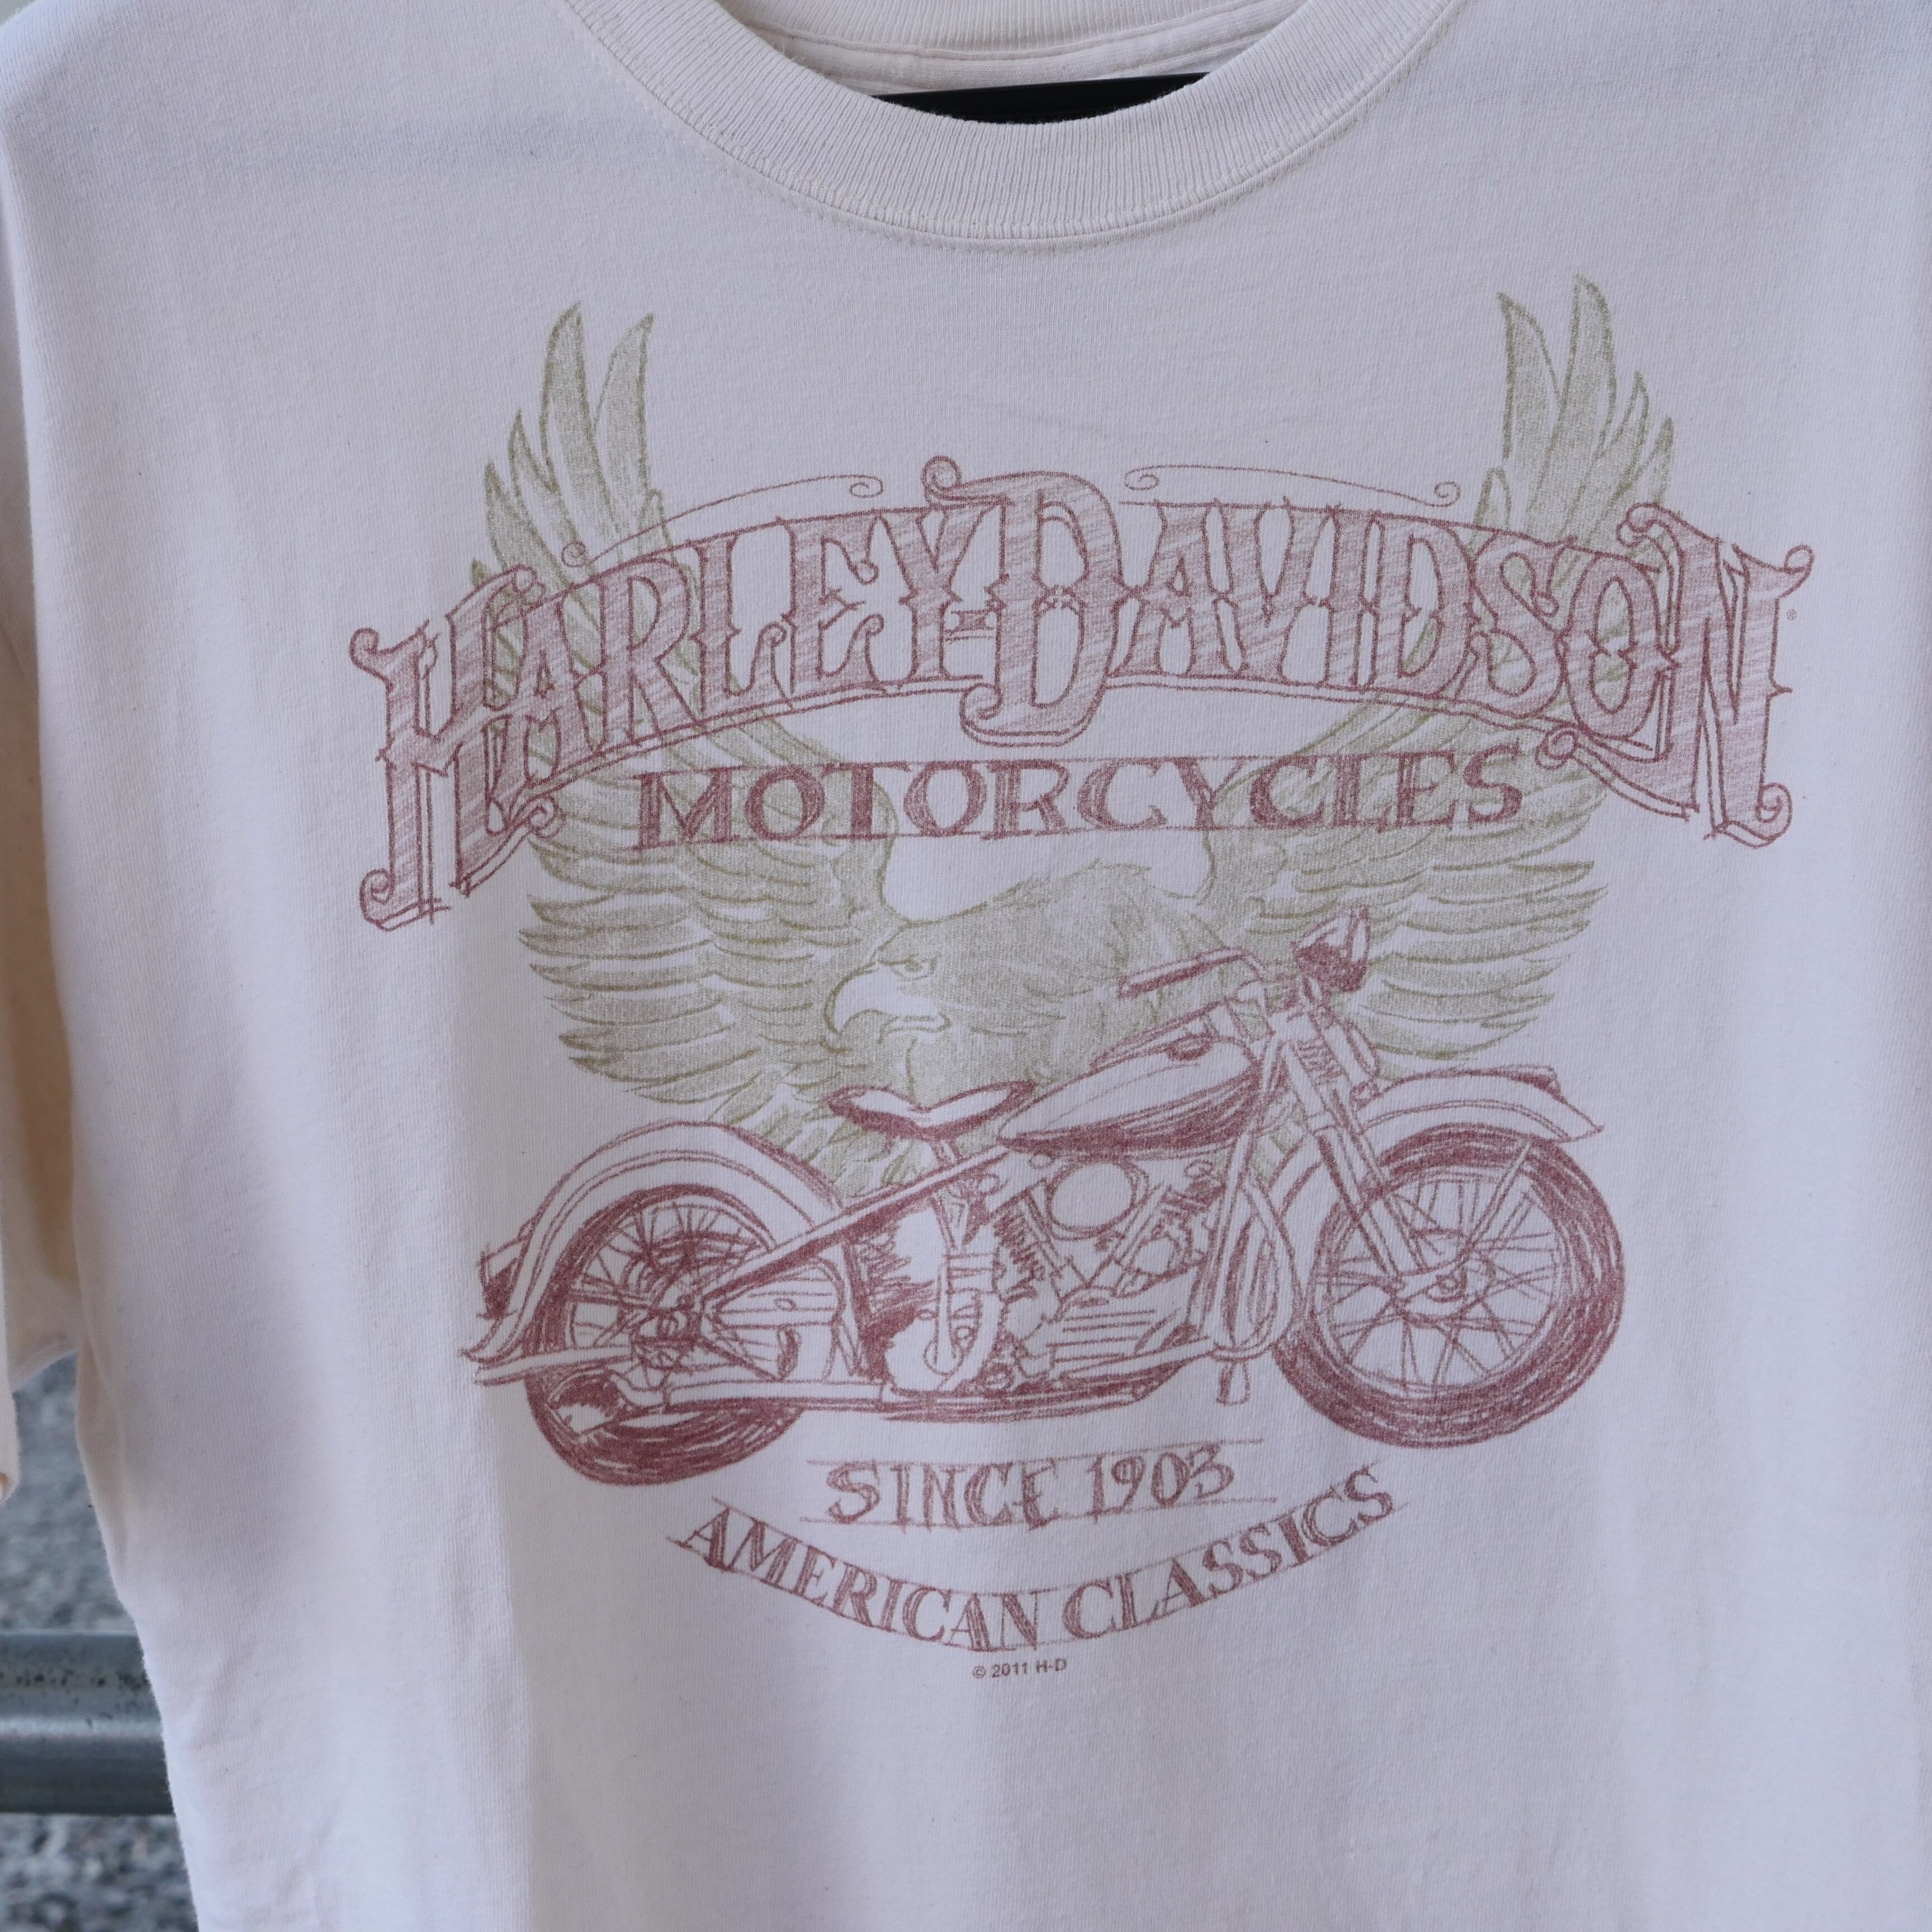 HARLEY-DAVIDSON®
MOTORCYCLES
SINCE 1903
AMERICAN CLASSICS
© 2011 H-D